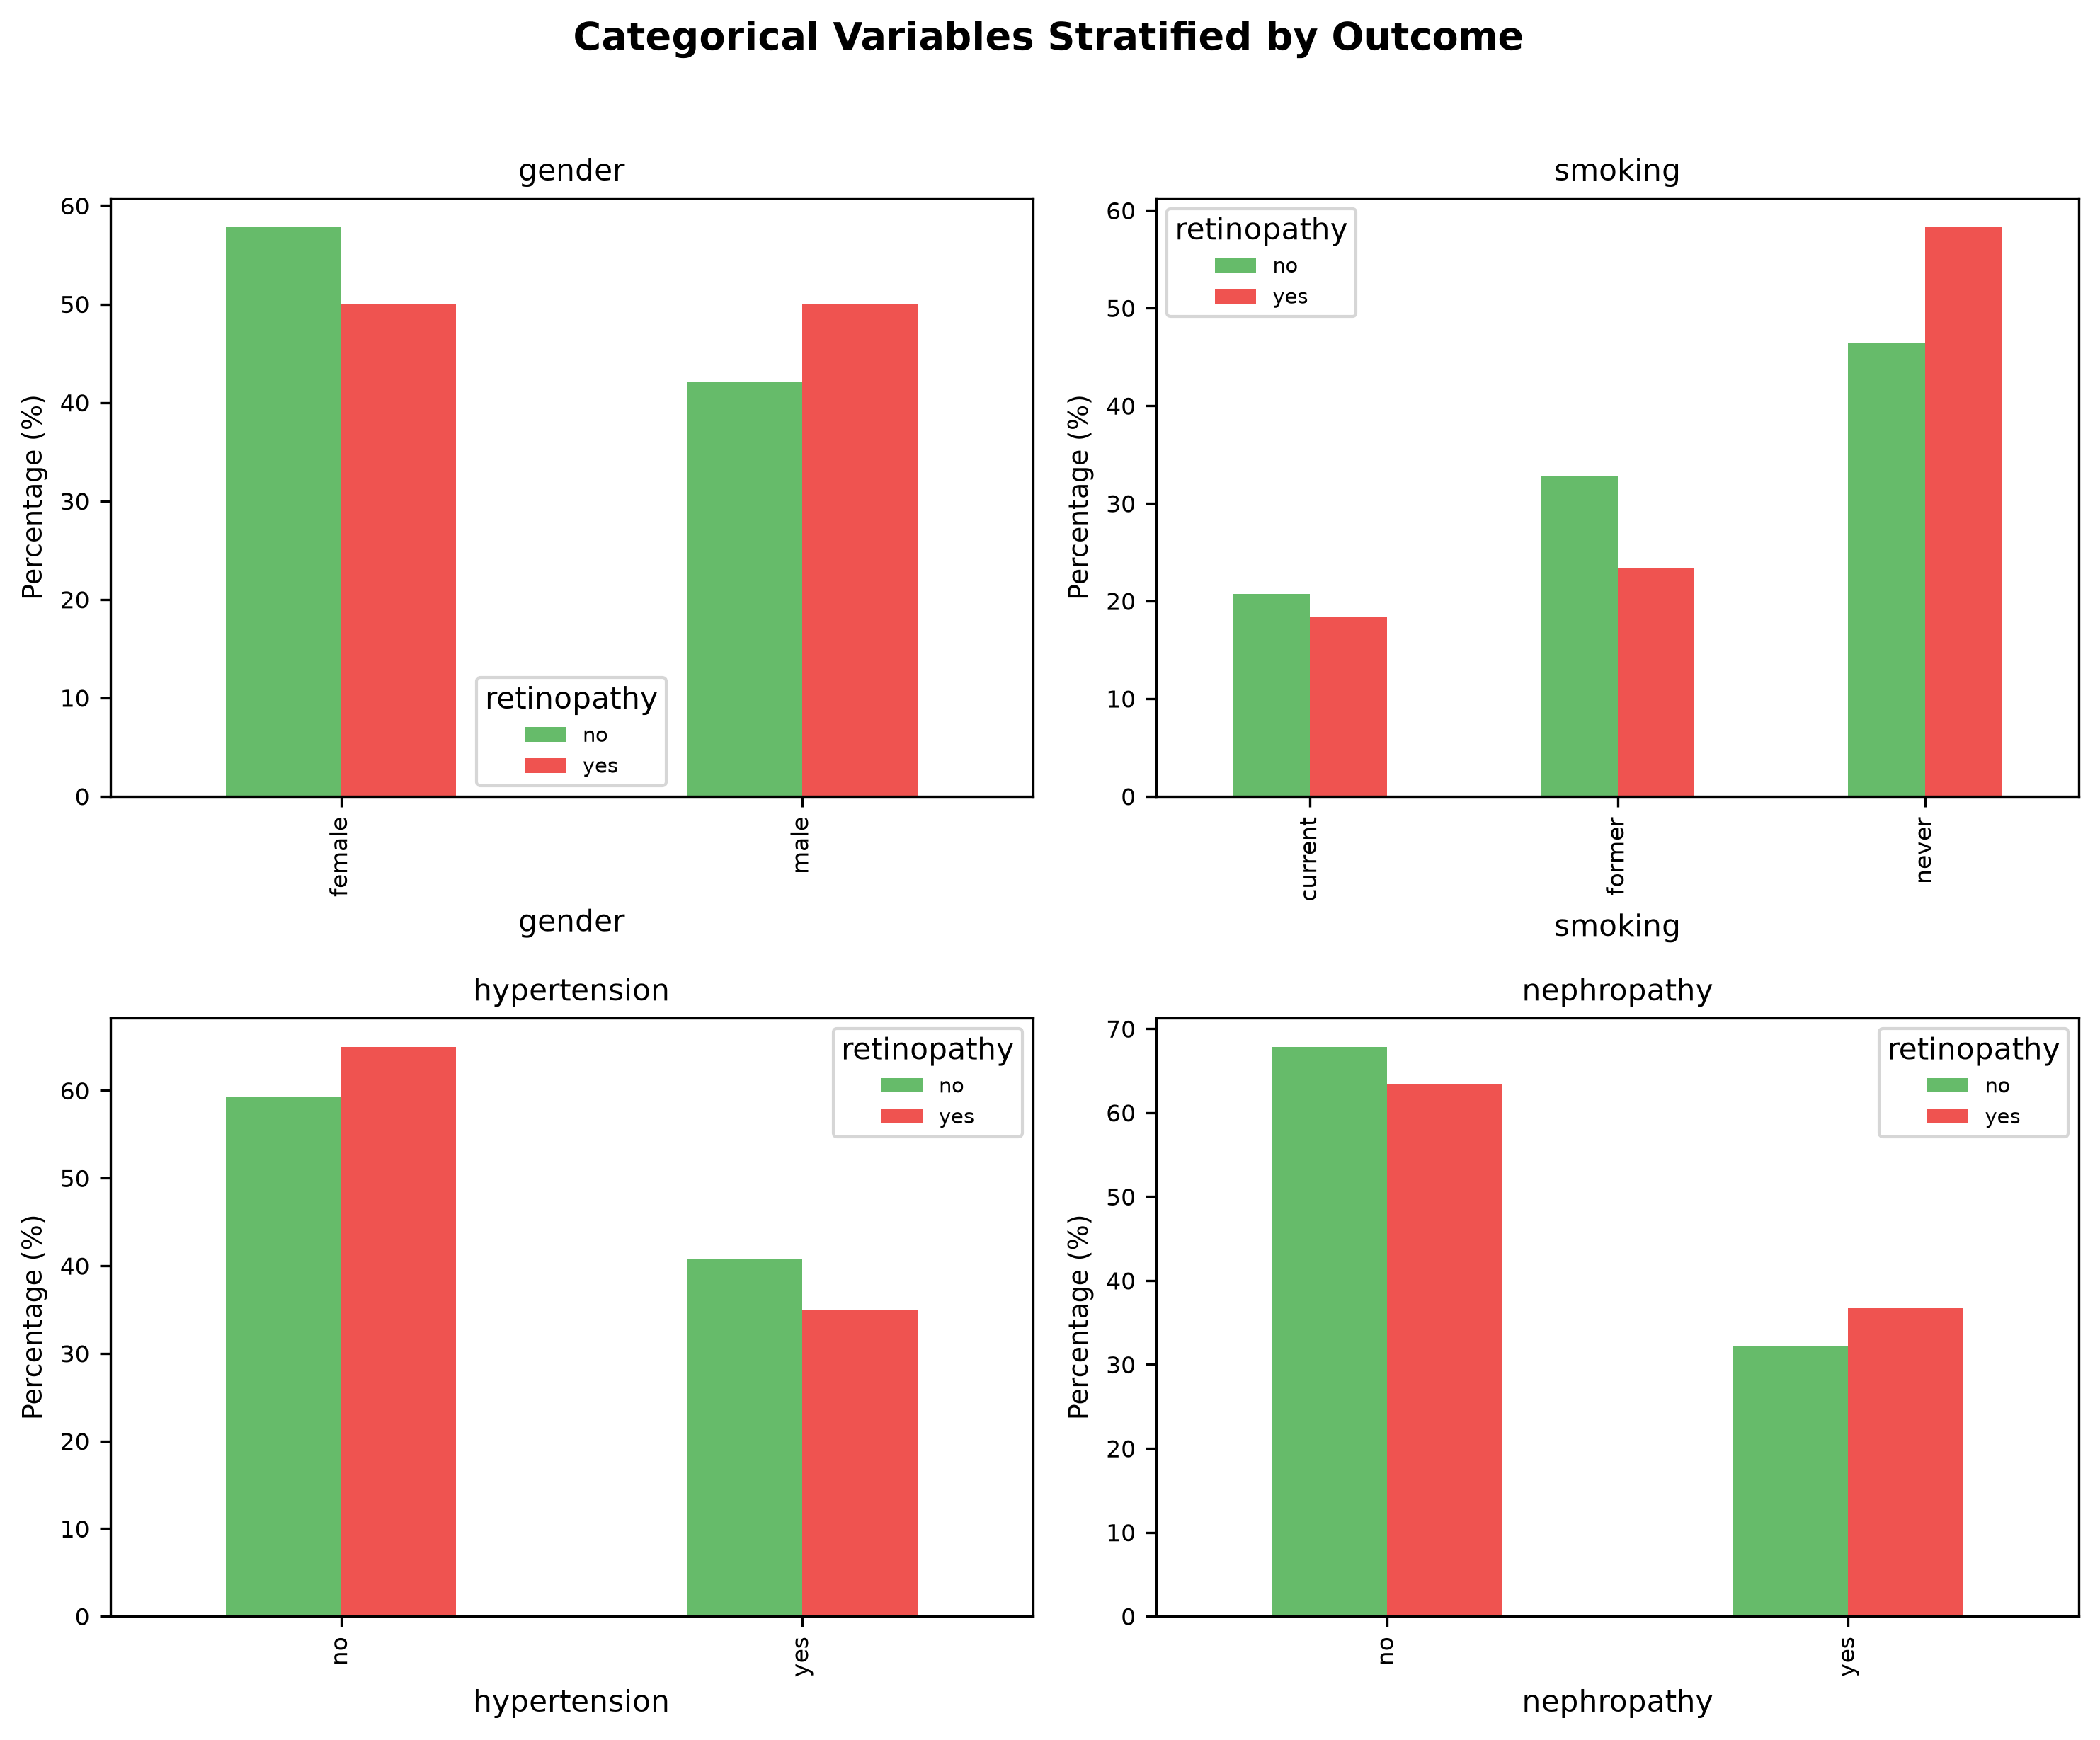 Categorical Variables Stratified by Outcome
gender
60
50
40
30
20
10
0
Percentage (%)
retinopathy
no
yes
female
male
gender
smoking
60
50
40
30
20
10
0
Percentage (%)
retinopathy
no
yes
current
former
never
smoking
hypertension
60
50
40
30
20
10
0
Percentage (%)
retinopathy
no
yes
no
yes
hypertension
nephropathy
70
60
50
40
30
20
10
0
Percentage (%)
retinopathy
no
yes
no
yes
nephropathy